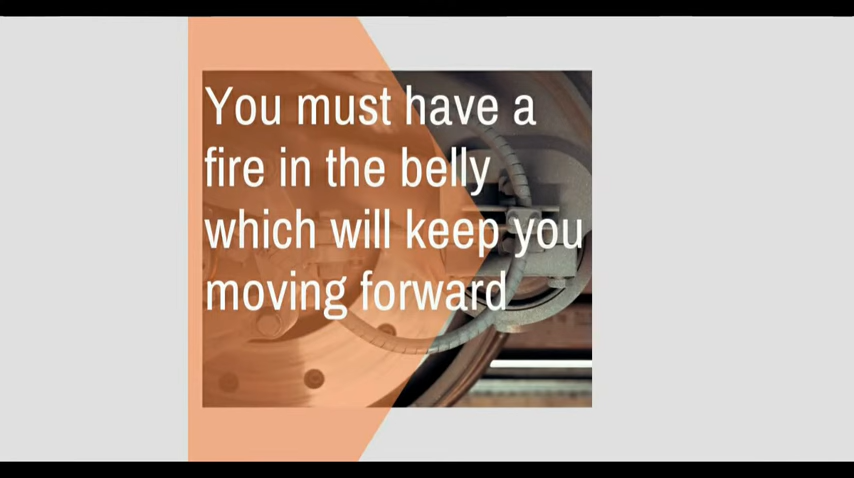 You must have a
fire in the belly
which will keep you
moving forward